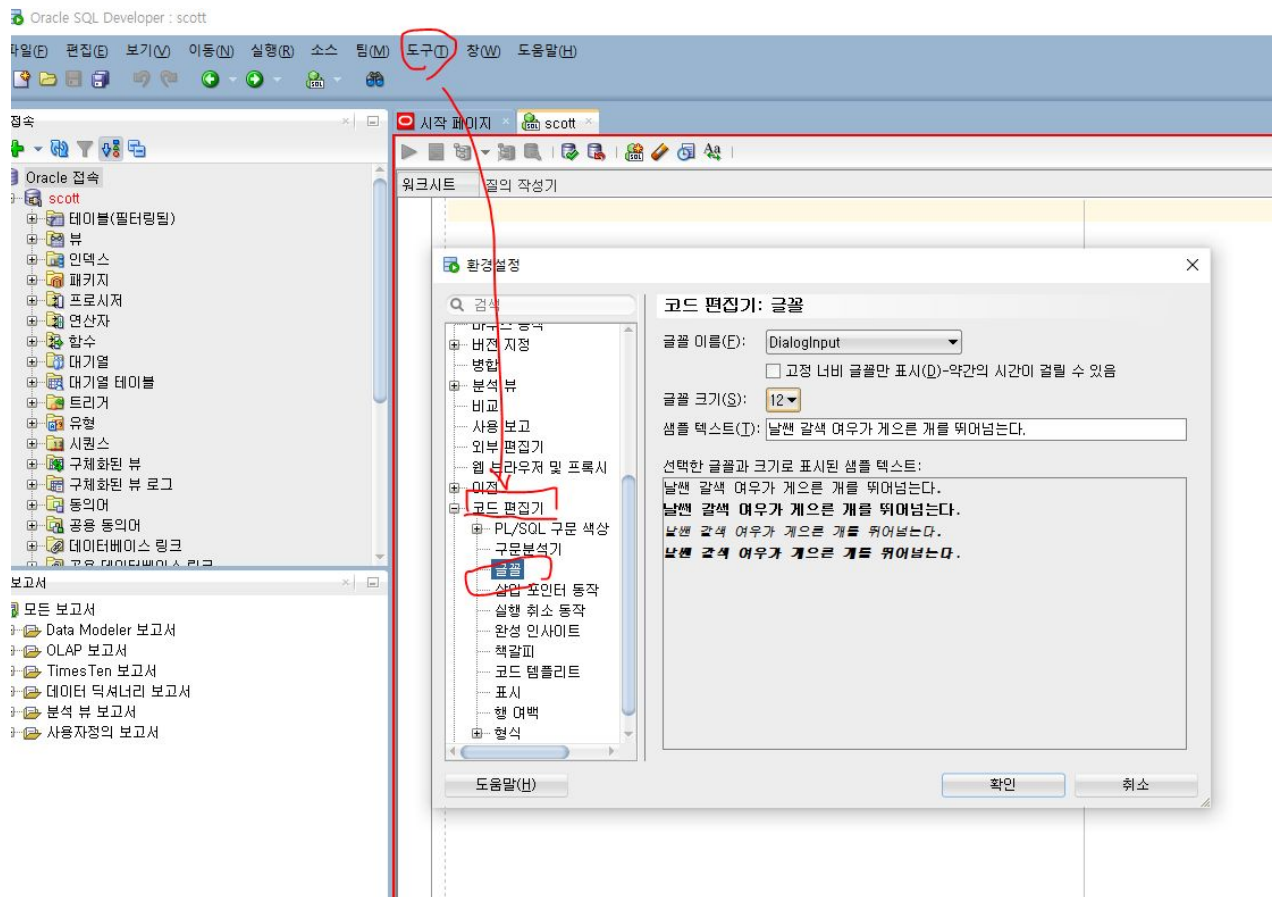 Oracle SQL Developer : scott
파일(F) 편집(E) 보기(V) 이동(N) 실행(R) 소스 팀(M) 도구(T) 창(W) 도움말(H)
접속
Oracle 접속
scott
테이블(필터링됨)
뷰
인덱스
패키지
프로시저
연산자
함수
대기열
대기열 테이블
트리거
유형
시퀀스
구체화된 뷰
구체화된 뷰 로그
동의어
공용 동의어
데이터베이스 링크
공용 데이터베이스 링크
보고서
모든 보고서
Data Modeler 보고서
OLAP 보고서
TimesTen 보고서
데이터 딕셔너리 보고서
분석 뷰 보고서
사용자정의 보고서
시작 페이지
scott
워크시트 질의 작성기
환경설정
검색
마우스 동작
버전 지정
병합
분석 뷰
비교
사용 보고
외부 편집기
웹 브라우저 및 프록시
이전
코드 편집기
PL/SQL 구문 색상
구문분석기
글꼴
삽입 포인터 동작
실행 취소 동작
완성 인사이트
책갈피
코드 템플리트
표시
행 여백
형식
코드 편집기: 글꼴
글꼴 이름(F): DialogInput
고정 너비 글꼴만 표시(D)-약간의 시간이 걸릴 수 있음
글꼴 크기(S): 12
샘플 텍스트(T): 날쌘 갈색 여우가 게으른 개를 뛰어넘는다.
선택한 글꼴과 크기로 표시된 샘플 텍스트:
날쌘 갈색 여우가 게으른 개를 뛰어넘는다.
날쌘 갈색 여우가 게으른 개를 뛰어넘는다.
날쌘 갈색 여우가 게으른 개를 뛰어넘는다.
날쌘 갈색 여우가 게으른 개를 뛰어넘는다.
도움말(H) 확인 취소